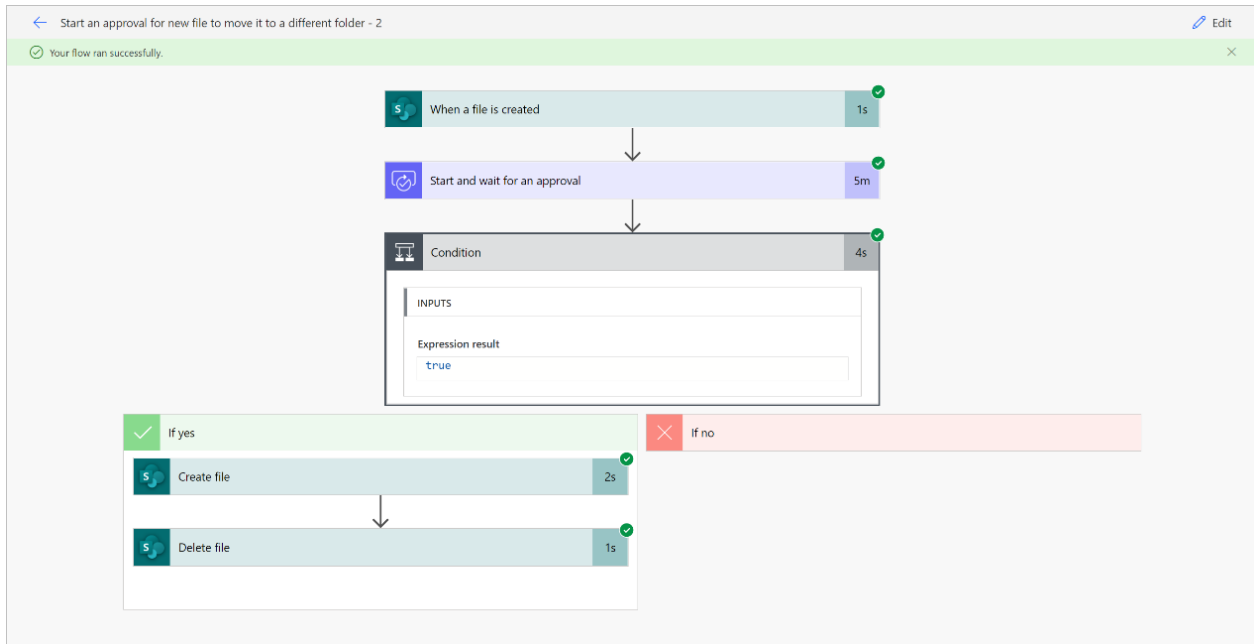 Start an approval for new file to move it to a different folder - 2
Edit
Your flow ran successfully.
S
When a file is created
1s
Start and wait for an approval
5m
Condition
4s
INPUTS
Expression result
true
If yes
If no
S
Create file
2s
S
Delete file
1s